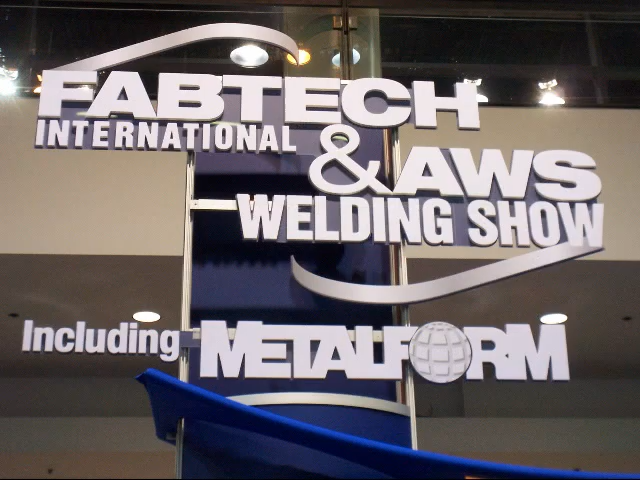 FABTECH
INTERNATIONAL
& AWS
WELDING SHOW
Including METALFORM